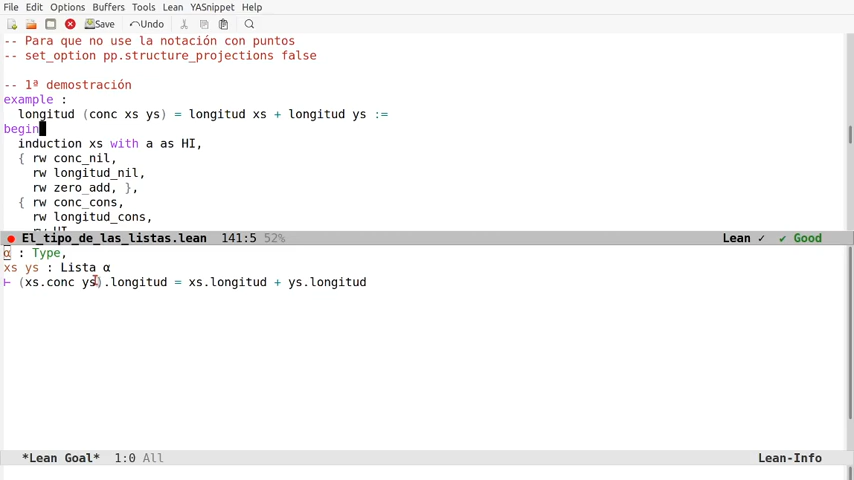 File Edit Options Buffers Tools Lean YASnippet Help
Save Undo
-- Para que no use la notación con puntos
-- set_option pp.structure_projections false
-- 1ª demostración
example :
longitud (conc xs ys) = longitud xs + longitud ys :=
begin
induction xs with a as HI,
{ rw conc_nil,
rw longitud_nil,
rw zero_add, },
{ rw conc_cons,
rw longitud_cons,
rw HI
El_tipo_de_las_listas.lean 141:5 52% Lean ✓ ✔ Good
α : Type,
xs ys : Lista α
⊢ (xs.conc ys).longitud = xs.longitud + ys.longitud
*Lean Goal* 1:0 All Lean-Info